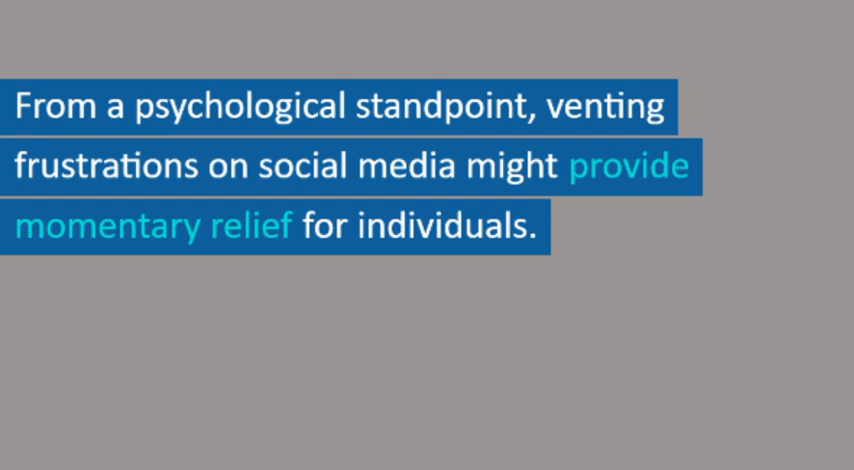 From a psychological standpoint, venting
frustrations on social media might provide
momentary relief for individuals.